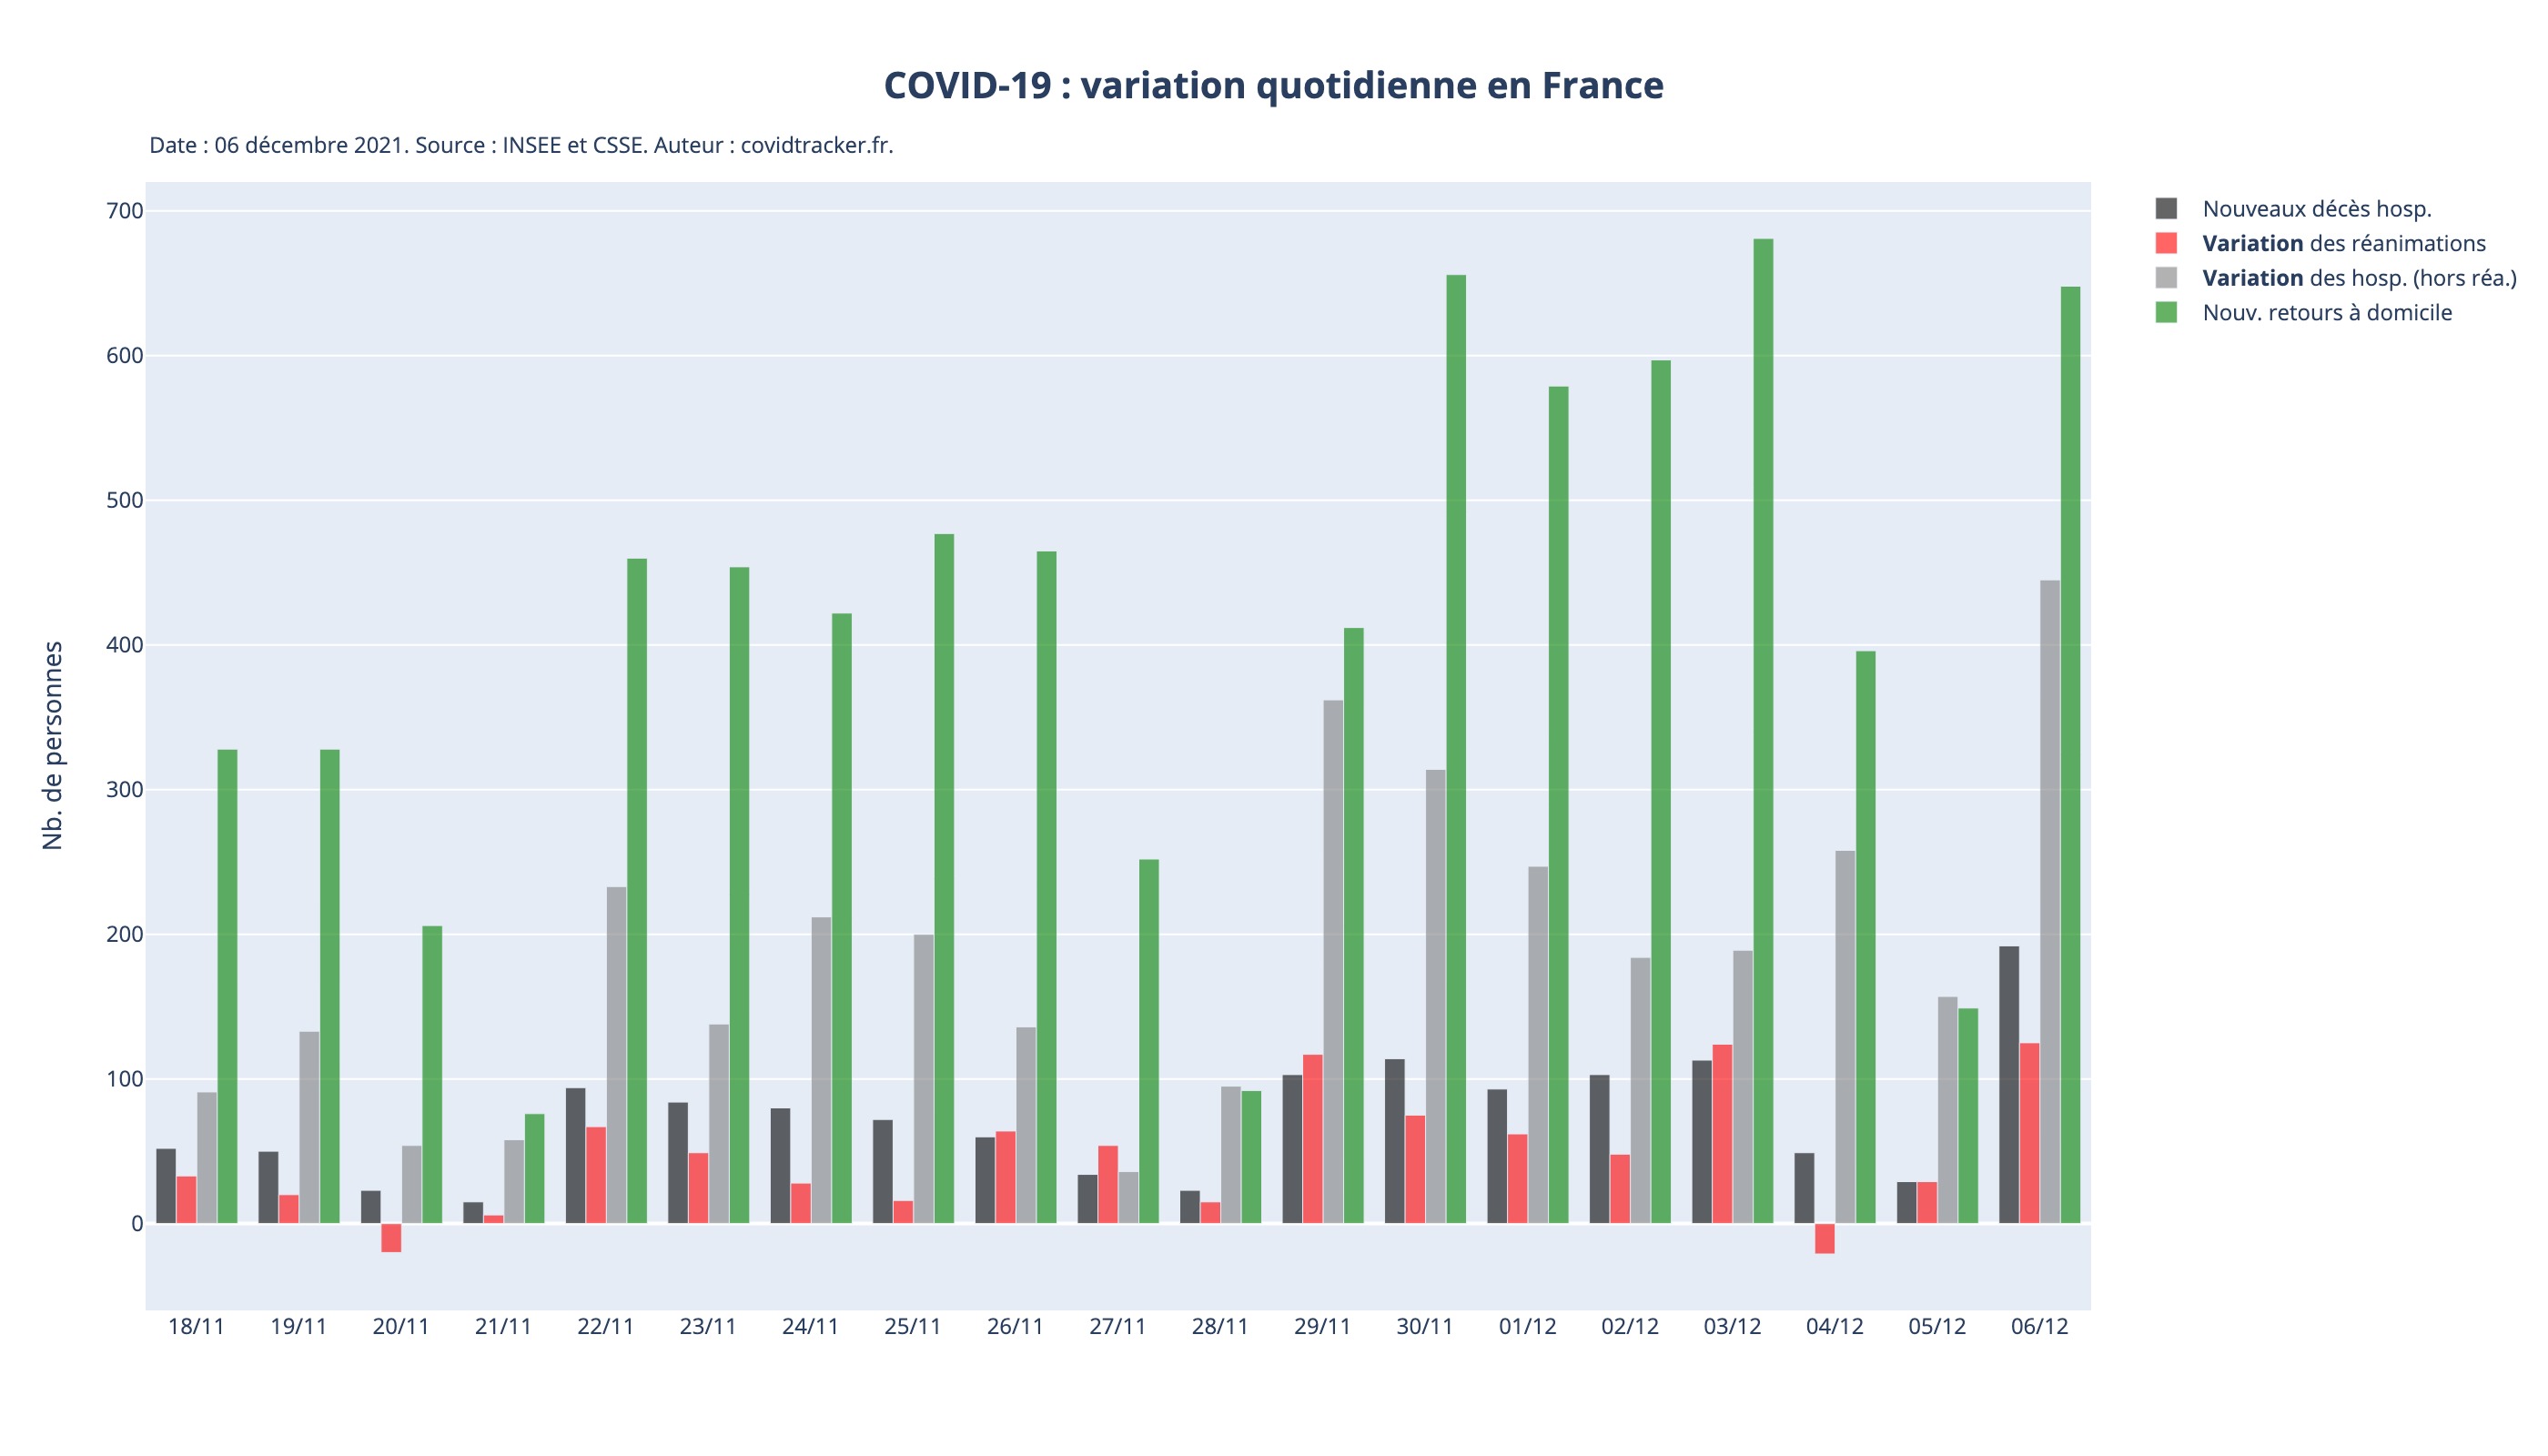 COVID-19 : variation quotidienne en France
Date : 06 décembre 2021. Source : INSEE et CSSE. Auteur : covidtracker.fr.
Nouveaux décès hosp.
Variation des réanimations
Variation des hosp. (hors réa.)
Nouv. retours à domicile
Nb. de personnes
700
600
500
400
300
200
100
0
18/11 19/11 20/11 21/11 22/11 23/11 24/11 25/11 26/11 27/11 28/11 29/11 30/11 01/12 02/12 03/12 04/12 05/12 06/12